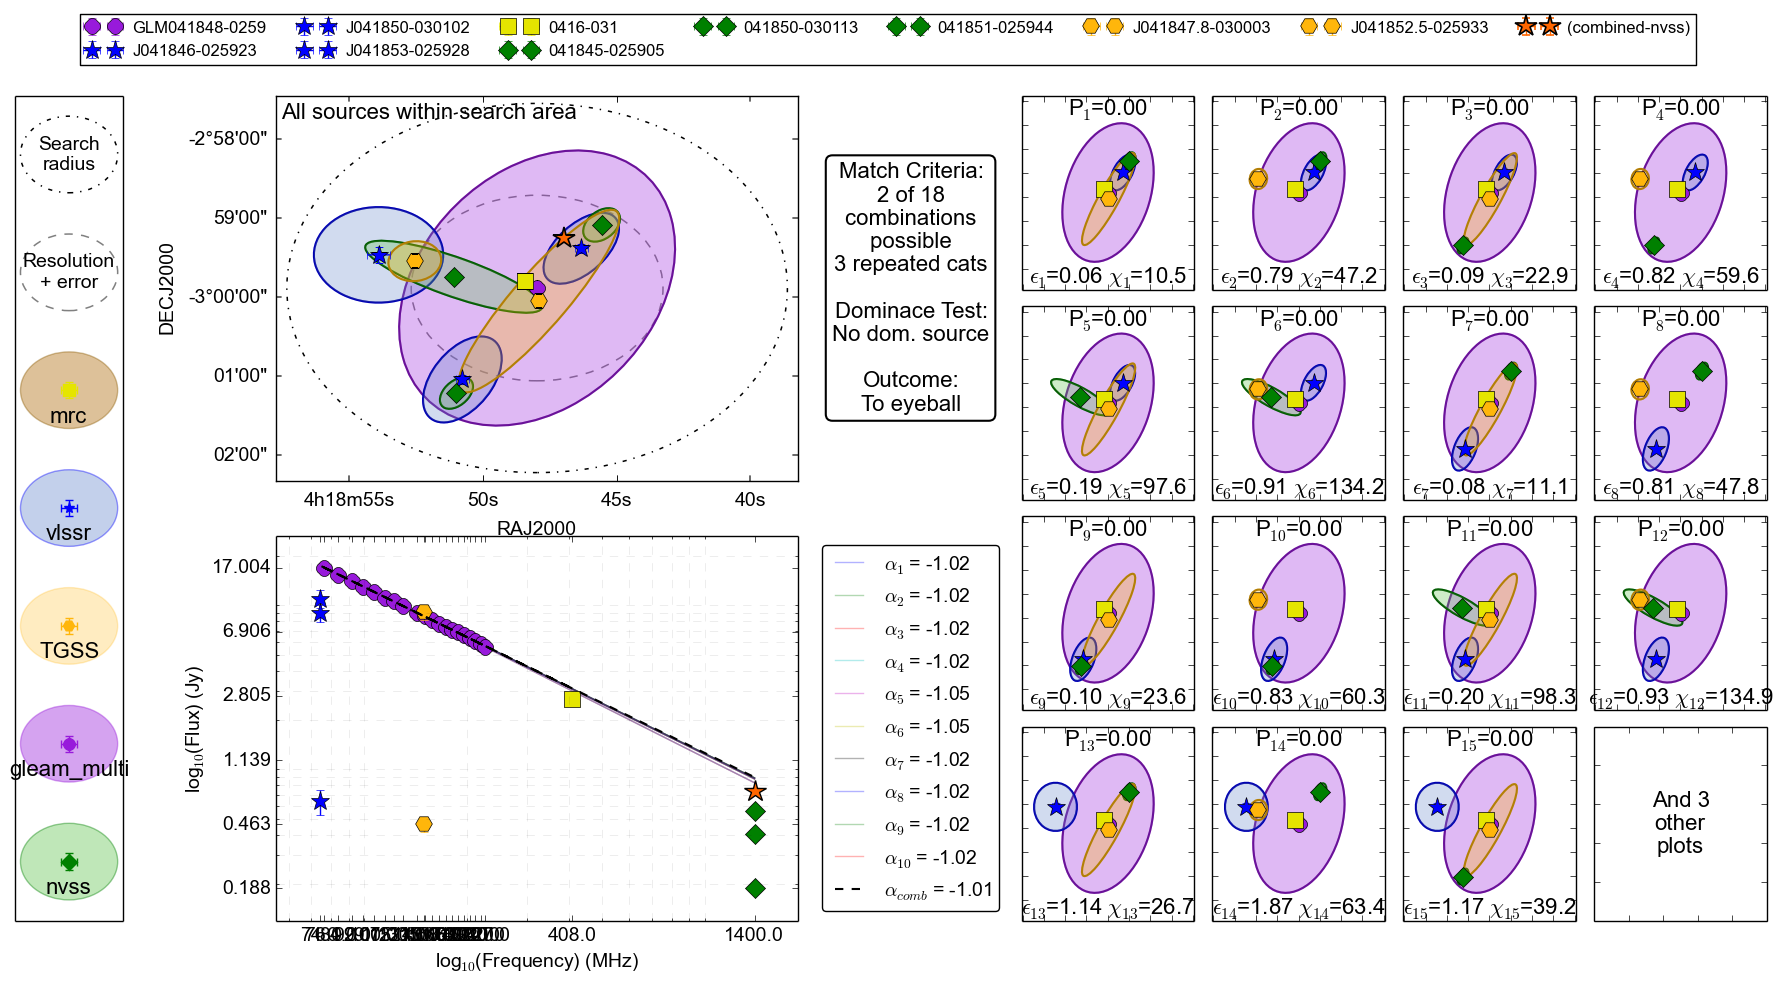 GLM041848-0259 J041850-030102 0416-031 041850-030113 041851-025944 J041847.8-030003 J041852.5-025933 (combined-nvss)
J041846-025923 J041853-025928 041845-025905
Search
radius
Resolution
+ error
mrc
vlssr
TGSS
gleam_multi
nvss
All sources within search area
DECJ2000
-2°58'00"
59'00"
-3°00'00"
01'00"
02'00"
4h18m55s 50s 45s 40s
RAJ2000
Match Criteria:
2 of 18
combinations
possible
3 repeated cats
Dominace Test:
No dom. source
Outcome:
To eyeball
log10(Flux) (Jy)
17.004
6.906
2.805
1.139
0.463
0.188
408.0 1400.0
log10(Frequency) (MHz)
α1 = -1.02
α2 = -1.02
α3 = -1.02
α4 = -1.02
α5 = -1.05
α6 = -1.05
α7 = -1.02
α8 = -1.02
α9 = -1.02
α10 = -1.02
αcomb = -1.01
P1=0.00 P2=0.00 P3=0.00 P4=0.00
ϵ1=0.06 χ1=10.5 ϵ2=0.79 χ2=47.2 ϵ3=0.09 χ3=22.9 ϵ4=0.82 χ4=59.6
P5=0.00 P6=0.00 P7=0.00 P8=0.00
ϵ5=0.19 χ5=97.6 ϵ6=0.91 χ6=134.2 ϵ7=0.08 χ7=11.1 ϵ8=0.81 χ8=47.8
P9=0.00 P10=0.00 P11=0.00 P12=0.00
ϵ9=0.10 χ9=23.6 ϵ10=0.83 χ10=60.3 ϵ11=0.20 χ11=98.3 ϵ12=0.93 χ12=134.9
P13=0.00 P14=0.00 P15=0.00
ϵ13=1.14 χ13=26.7 ϵ14=1.87 χ14=63.4 ϵ15=1.17 χ15=39.2
And 3
other
plots